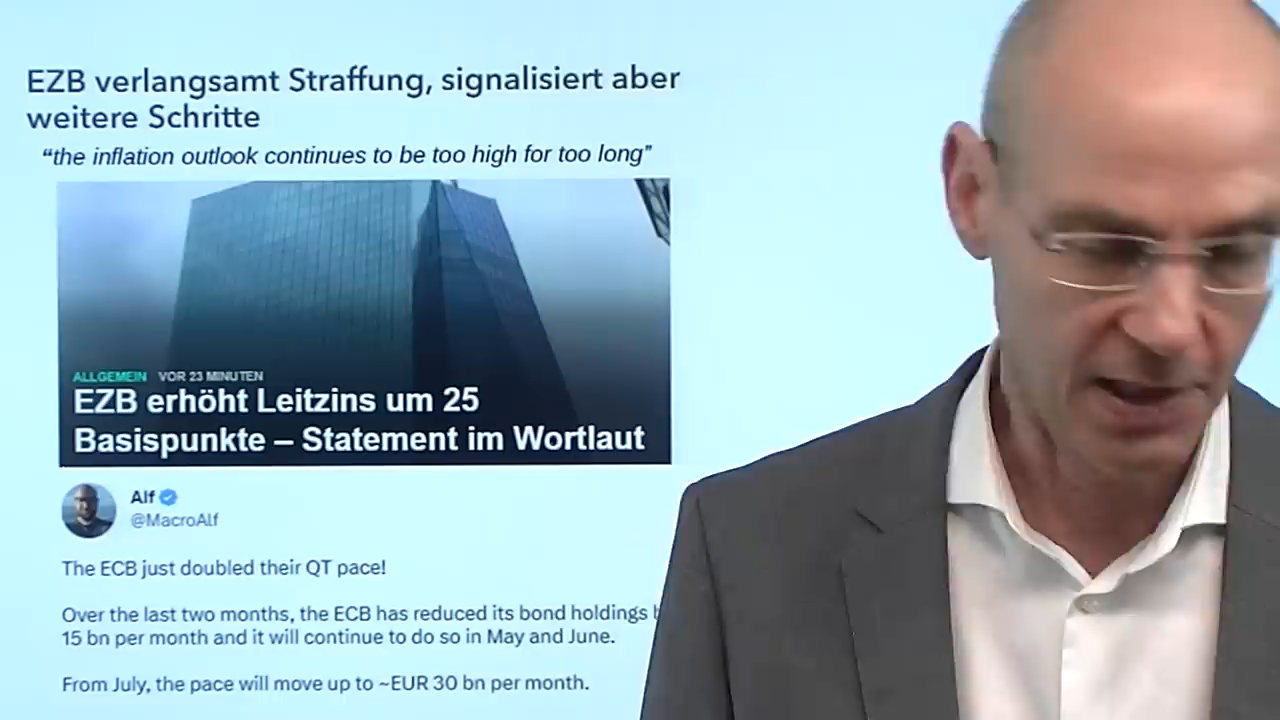 EZB verlangsamt Straffung, signalisiert aber
weitere Schritte
“the inflation outlook continues to be too high for too long”
ALLGEMEIN VOR 23 MINUTEN
EZB erhöht Leitzins um 25
Basispunkte – Statement im Wortlaut
Alf
@MacroAlf
The ECB just doubled their QT pace!
Over the last two months, the ECB has reduced its bond holdings
15 bn per month and it will continue to do so in May and June.
From July, the pace will move up to ~EUR 30 bn per month.